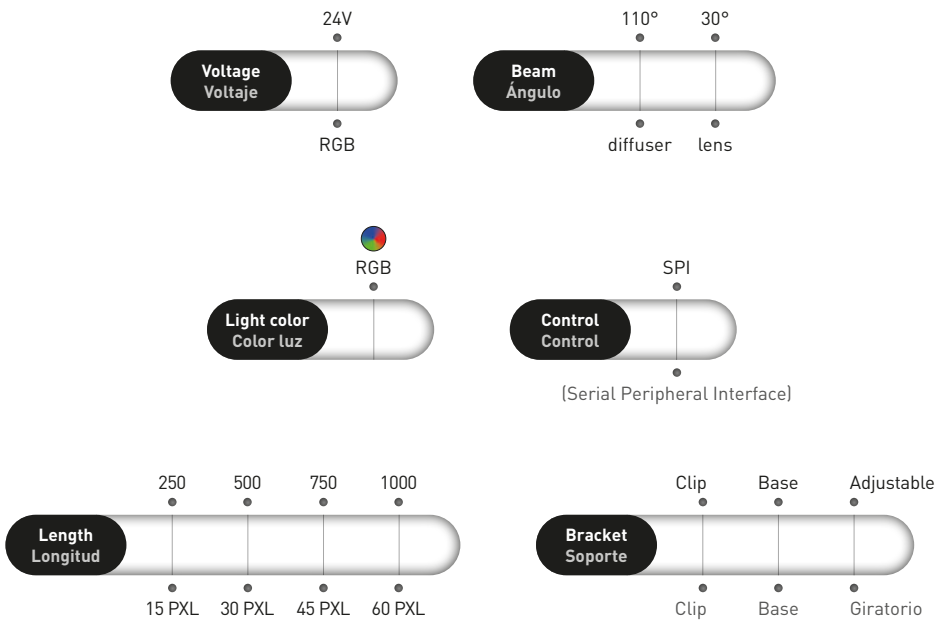 24V
Voltage
Voltaje
RGB
110° 30°
Beam
Ángulo
diffuser lens
RGB
Light color
Color luz
SPI
Control
Control
(Serial Peripheral Interface)
250 500 750 1000
Length
Longitud
15 PXL 30 PXL 45 PXL 60 PXL
Clip Base Adjustable
Bracket
Soporte
Clip Base Giratorio